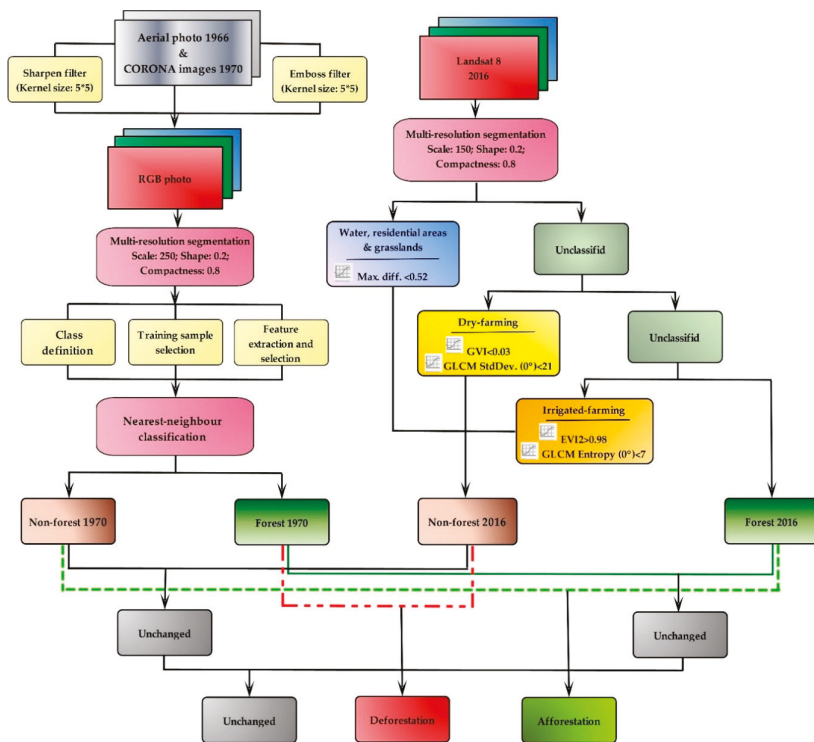 Aerial photo 1966
&
CORONA images 1970
Sharpen filter
(Kernel size: 5*5)
Emboss filter
(Kernel size: 5*5)
RGB photo
Multi-resolution segmentation
Scale: 250; Shape: 0.2;
Compactness: 0.8
Class
definition
Training sample
selection
Feature
extraction and
selection
Nearest-neighbour
classification
Landsat 8
2016
Multi-resolution segmentation
Scale: 150; Shape: 0.2;
Compactness: 0.8
Water, residential areas
& grasslands
Max. diff. <0.52
Unclassifid
Dry-farming
GVI<0.03
GLCM StdDev. (0°)<21
Unclassifid
Irrigated-farming
EVI2>0.98
GLCM Entropy (0°)<7
Non-forest 1970
Forest 1970
Non-forest 2016
Forest 2016
Unchanged
Unchanged
Unchanged
Deforestation
Afforestation